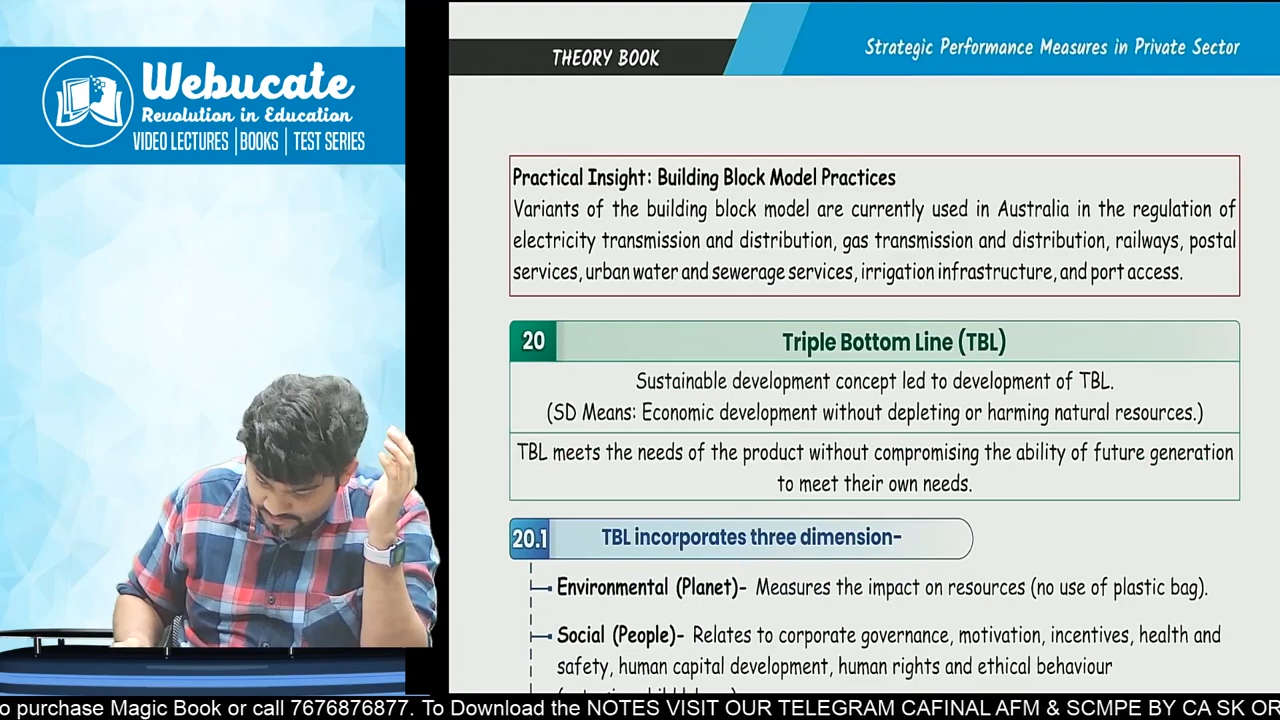 Webucate
Revolution in Education
VIDEO LECTURES | BOOKS | TEST SERIES
THEORY BOOK
Strategic Performance Measures in Private Sector
Practical Insight: Building Block Model Practices
Variants of the building block model are currently used in Australia in the regulation of
electricity transmission and distribution, gas transmission and distribution, railways, postal
services, urban water and sewerage services, irrigation infrastructure, and port access.
20
Triple Bottom Line (TBL)
Sustainable development concept led to development of TBL.
(SD Means: Economic development without depleting or harming natural resources.)
TBL meets the needs of the product without compromising the ability of future generation
to meet their own needs.
20.1
TBL incorporates three dimension-
Environmental (Planet)- Measures the impact on resources (no use of plastic bag).
Social (People)- Relates to corporate governance, motivation, incentives, health and
safety, human capital development, human rights and ethical behaviour
o purchase Magic Book or call 7676876877. To Download the NOTES VISIT OUR TELEGRAM CAFINAL AFM & SCMPE BY CA SK OR